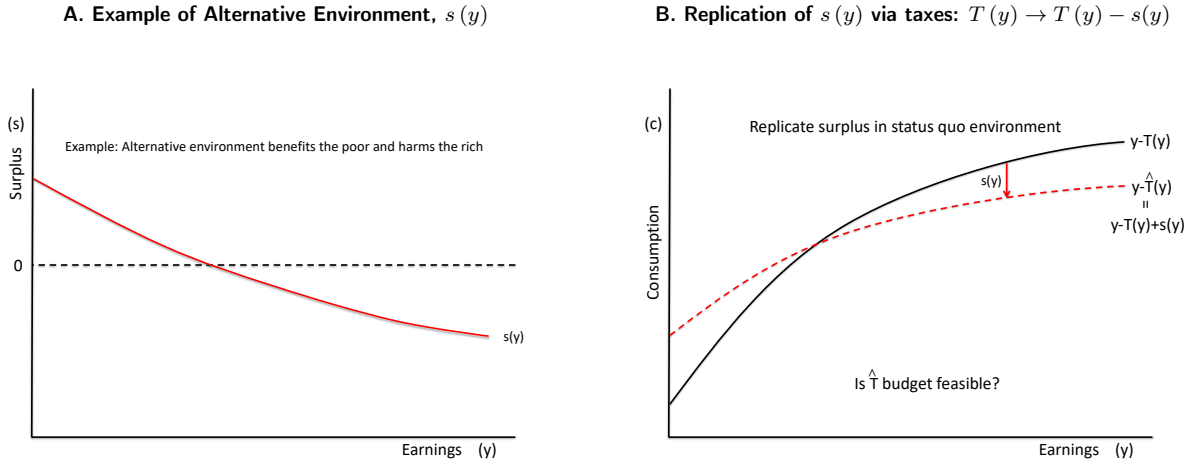 A. Example of Alternative Environment, s (y)
(s)
Surplus
Example: Alternative environment benefits the poor and harms the rich
0
s(y)
Earnings (y)
B. Replication of s (y) via taxes: T (y) → T (y) − s(y)
(c)
Consumption
Replicate surplus in status quo environment
y-T(y)
s(y)
y-T̂(y)
=
y-T(y)+s(y)
Is T̂ budget feasible?
Earnings (y)